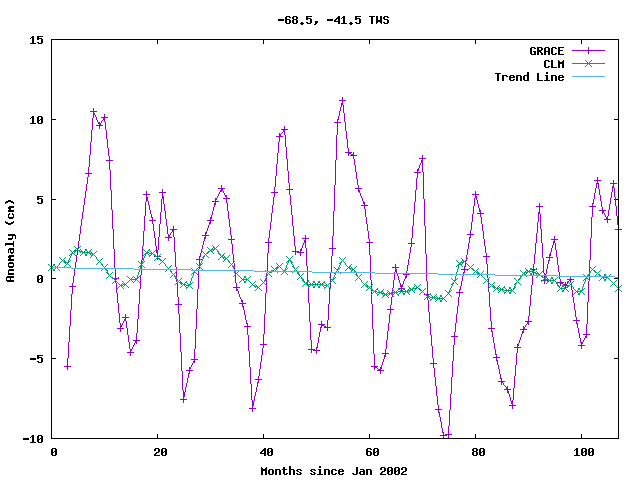 -68.5, -41.5 TWS
GRACE
CLM
Trend Line
15
10
5
0
-5
-10
Anomaly (cm)
0 20 40 60 80 100
Months since Jan 2002